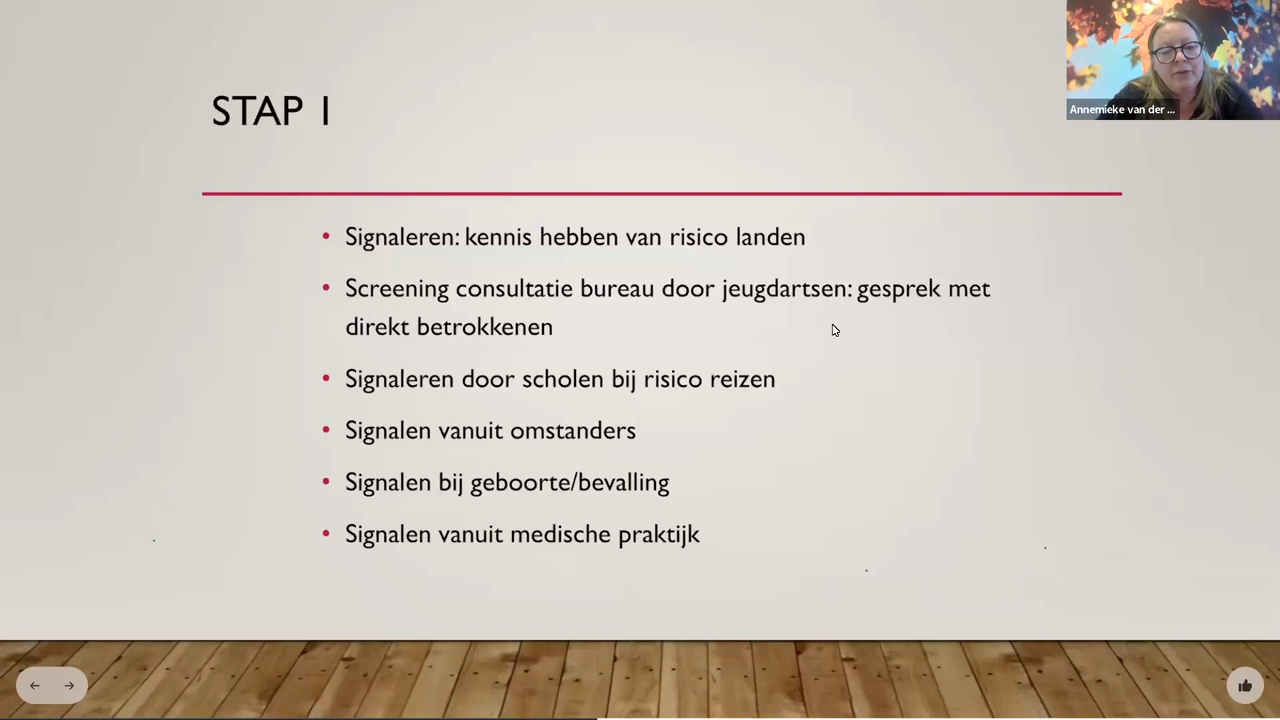 Annemieke van der ...
STAP 1
• Signaleren: kennis hebben van risico landen
• Screening consultatie bureau door jeugdartsen: gesprek met
direkt betrokkenen
• Signaleren door scholen bij risico reizen
• Signalen vanuit omstanders
• Signalen bij geboorte/bevalling
• Signalen vanuit medische praktijk